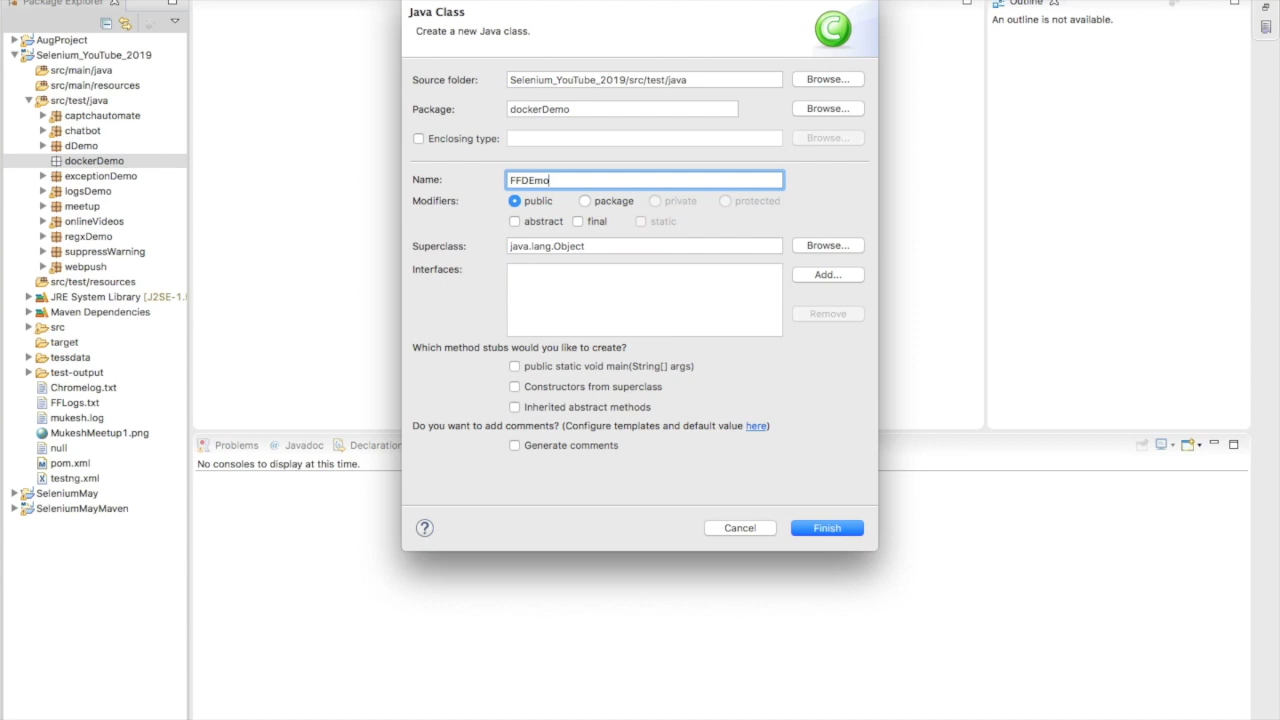 Package Explorer
AugProject
Selenium_YouTube_2019
src/main/java
src/main/resources
src/test/java
captchautomate
chatbot
dDemo
dockerDemo
exceptionDemo
logsDemo
meetup
onlineVideos
regxDemo
suppressWarning
webpush
src/test/resources
JRE System Library [J2SE-1.
Maven Dependencies
src
target
tessdata
test-output
Chromelog.txt
FFLogs.txt
mukesh.log
MukeshMeetup1.png
null
pom.xml
testng.xml
SeleniumMay
SeleniumMayMaven
Java Class
Create a new Java class.
Source folder: Selenium_YouTube_2019/src/test/java Browse...
Package: dockerDemo Browse...
Enclosing type: Browse...
Name: FFDEmo
Modifiers: public package private protected
abstract final static
Superclass: java.lang.Object Browse...
Interfaces: Add...
Remove
Which method stubs would you like to create?
public static void main(String[] args)
Constructors from superclass
Inherited abstract methods
Do you want to add comments? (Configure templates and default value here)
Generate comments
? Cancel Finish
Outline
An outline is not available.
Problems @ Javadoc Declaration
No consoles to display at this time.